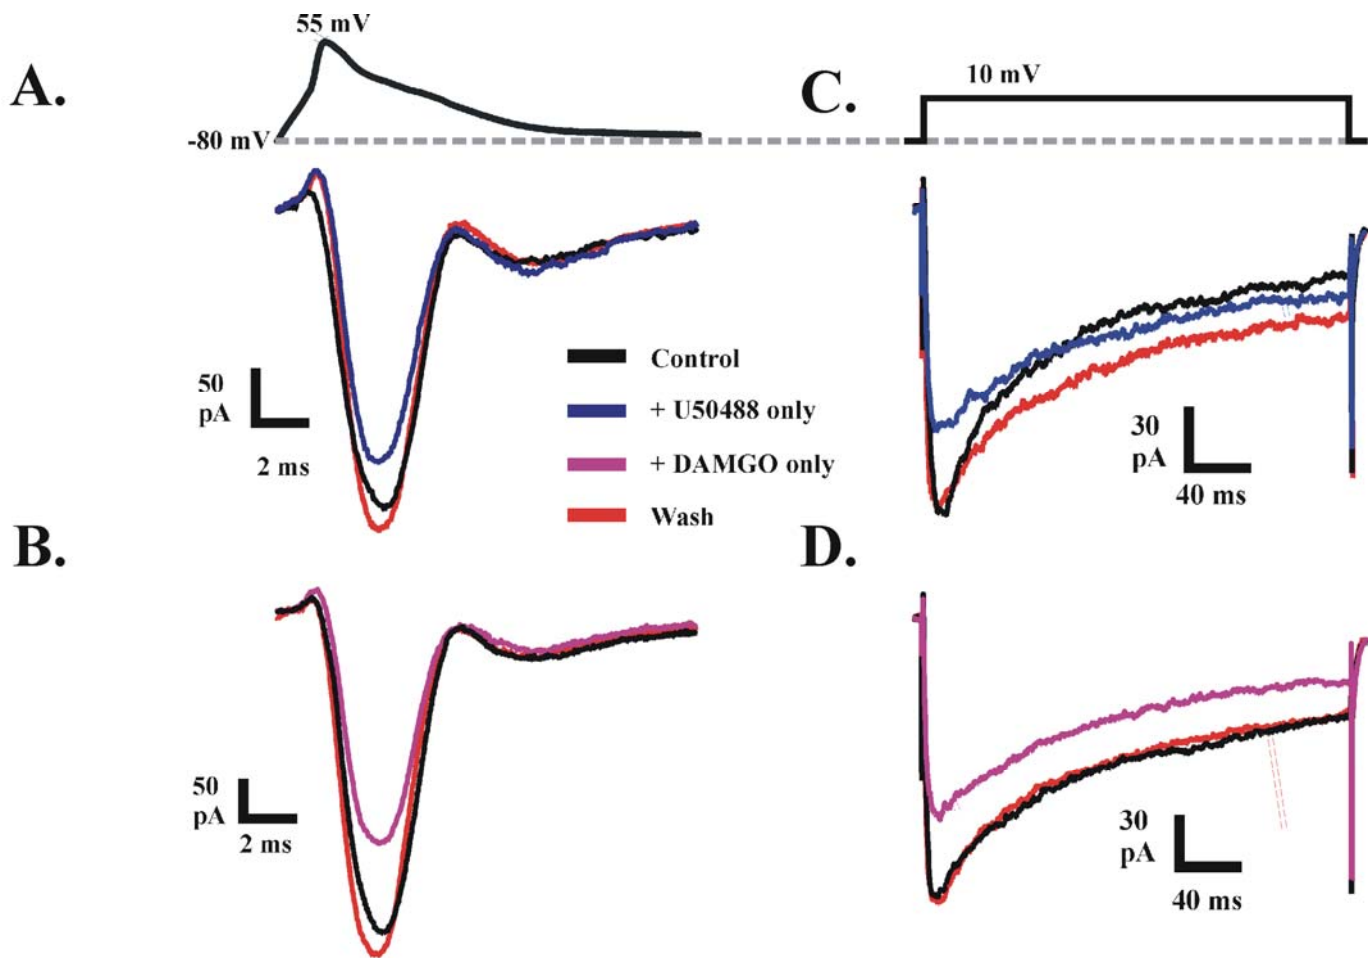 55 mV
A.
-80 mV
50
pA
2 ms
C.
10 mV
30
pA
40 ms
Control
+ U50488 only
+ DAMGO only
Wash
B.
50
pA
2 ms
D.
30
pA
40 ms